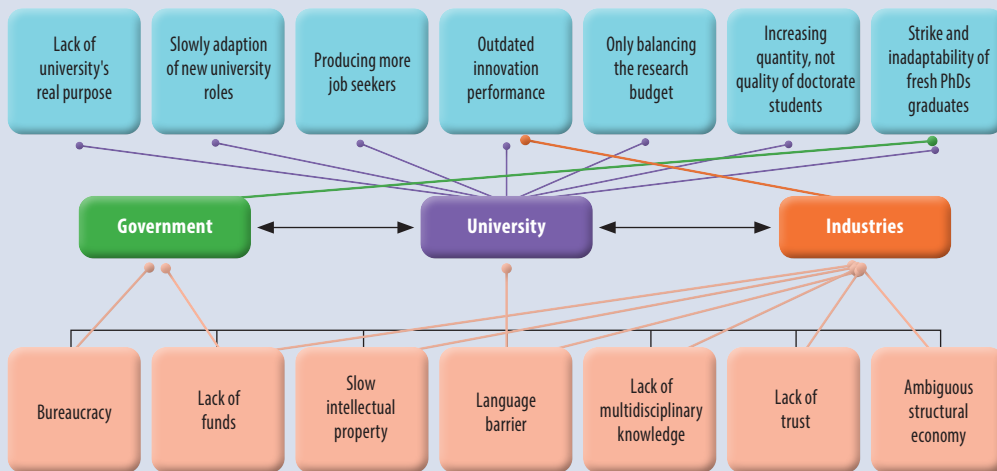 Lack of
university's
real purpose
Slowly adaption
of new university
roles
Producing more
job seekers
Outdated
innovation
performance
Only balancing
the research
budget
Increasing
quantity, not
quality of doctorate
students
Strike and
inadaptability of
fresh PhDs
graduates
Government
University
Industries
Bureaucracy
Lack of
funds
Slow
intellectual
property
Language
barrier
Lack of
multidisciplinary
knowledge
Lack of
trust
Ambiguous
structural
economy